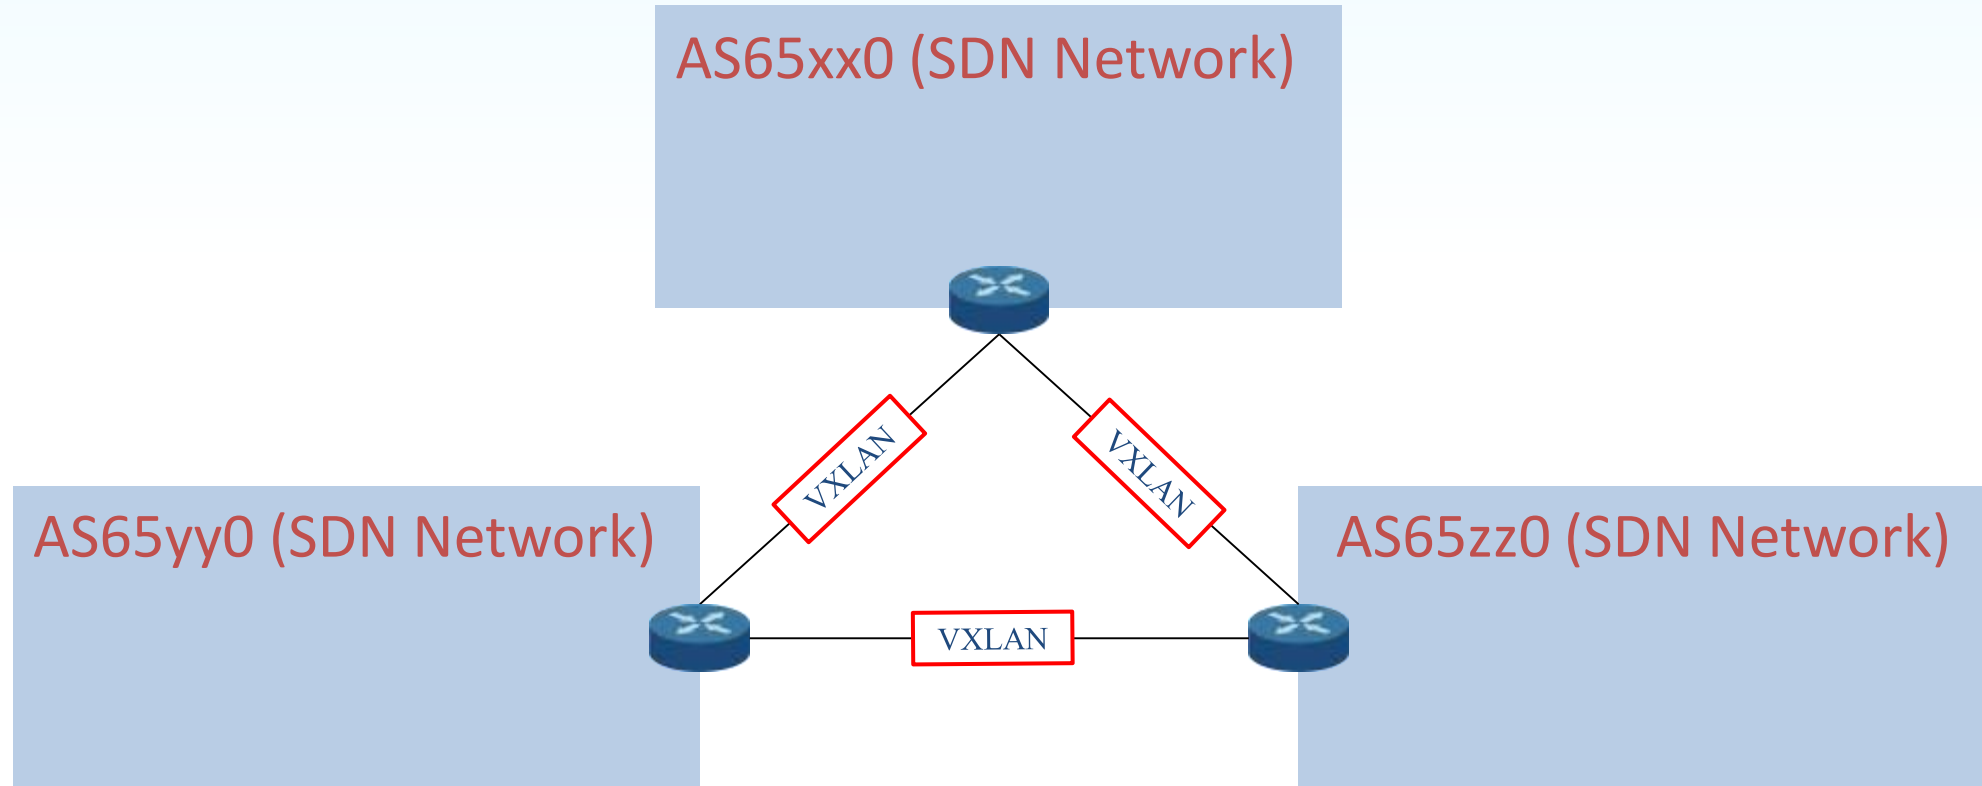 AS65xx0 (SDN Network)
VXLAN
VXLAN
AS65yy0 (SDN Network)
AS65zz0 (SDN Network)
VXLAN